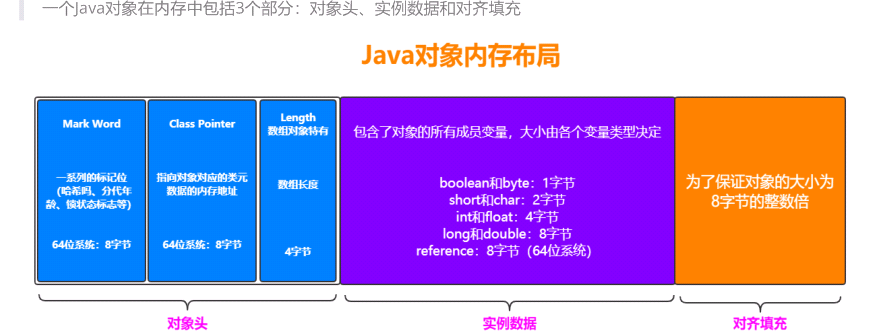 一个Java对象在内存中包括3个部分：对象头、实例数据和对齐填充
Java对象内存布局
Mark Word
一系列的标记位
（哈希码、分代年
龄、锁状态标志等）
64位系统：8字节
Class Pointer
指向对象对应的类元
数据的内存地址
64位系统：8字节
Length
数组对象特有
数组长度
4字节
包含了对象的所有成员变量，大小由各个变量类型决定
boolean和byte：1字节
short和char：2字节
int和float：4字节
long和double：8字节
reference：8字节（64位系统）
为了保证对象的大小为
8字节的整数倍
对象头
实例数据
对齐填充